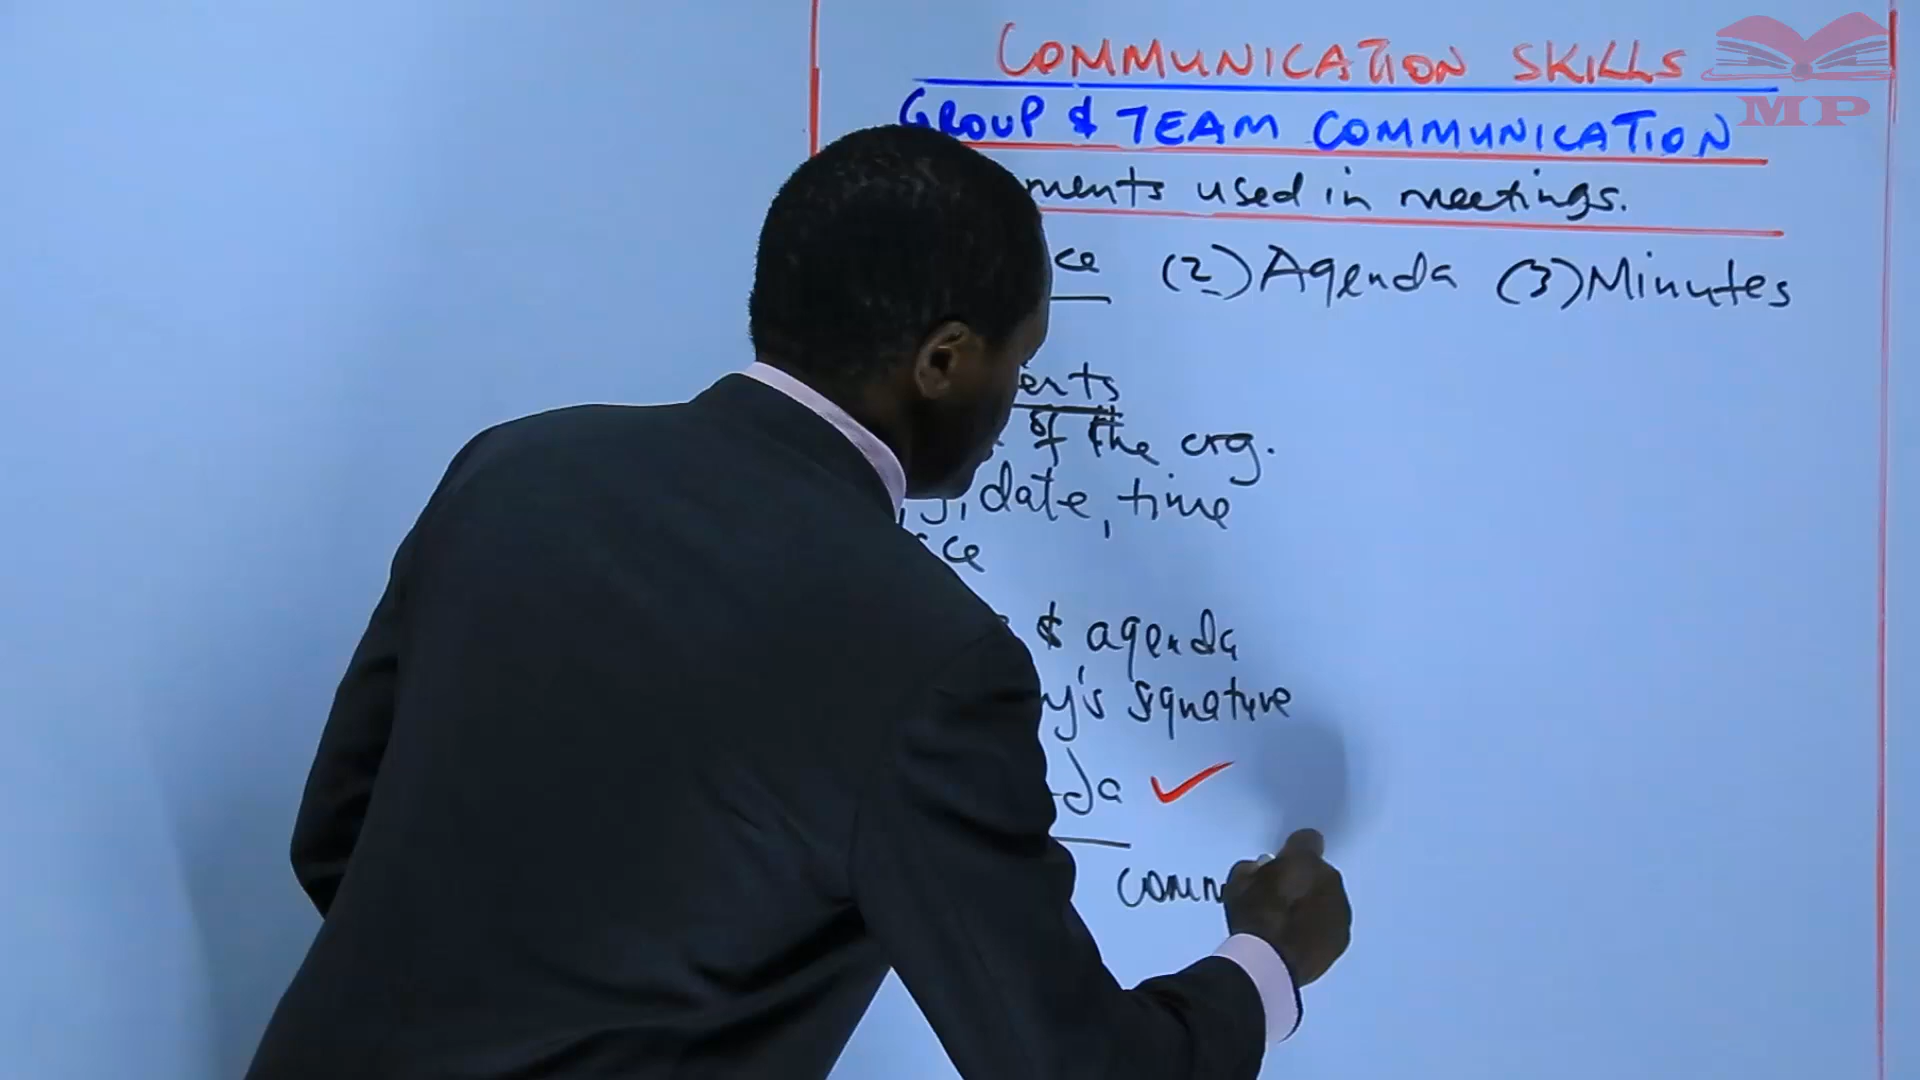 COMMUNICATION SKILLS
MP
GROUP & TEAM COMMUNICATION
ments used in meetings.
ce (2) Agenda (3) Minutes
ents
of the org.
date, time
ce
& agenda
y's signature
da ✓
comm